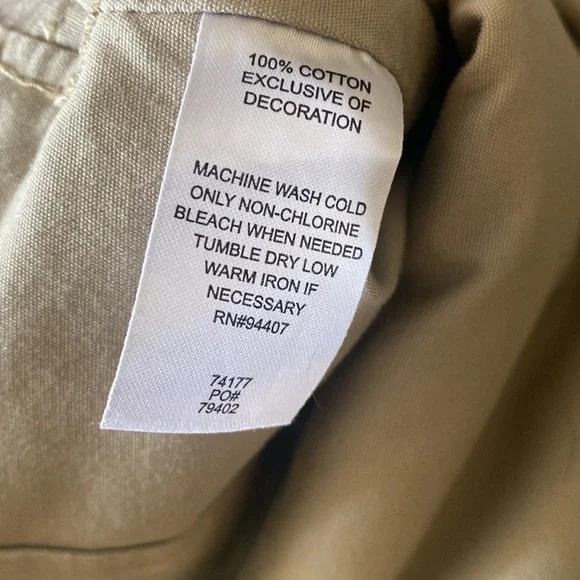 100% COTTON
EXCLUSIVE OF
DECORATION
MACHINE WASH COLD
ONLY NON-CHLORINE
BLEACH WHEN NEEDED
TUMBLE DRY LOW
WARM IRON IF
NECESSARY
RN#94407
74177
PO#
79402